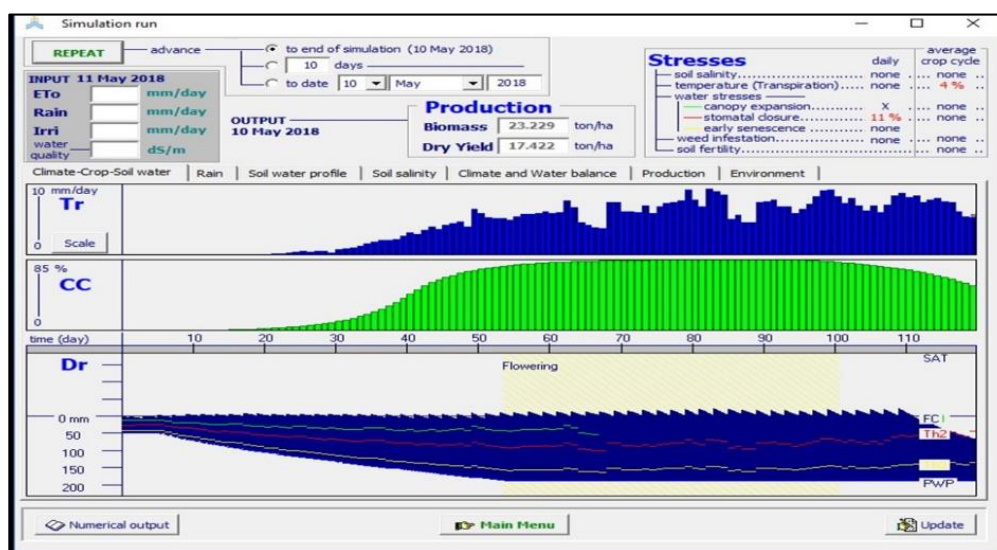 Simulation run
REPEAT
advance
to end of simulation (10 May 2018)
10 days
to date 10 May 2018
INPUT 11 May 2018
ETo mm/day
Rain mm/day
Irri mm/day
water quality dS/m
OUTPUT
10 May 2018
Production
Biomass 23.229 ton/ha
Dry Yield 17.422 ton/ha
Stresses daily average crop cycle
soil salinity none none
temperature (Transpiration) none 4 %
water stresses
canopy expansion X none
stomatal closure 11 % none
early senescence none none
weed infestation none
soil fertility none
Climate-Crop-Soil water Rain Soil water profile Soil salinity Climate and Water balance Production Environment
10 mm/day
Tr
0
Scale
85 %
CC
0
time (day) 10 20 30 40 50 60 70 80 90 100 110
Dr
Flowering
SAT
0 mm
FC
50
Th2
100
150
200
PWP
Numerical output
Main Menu
Update